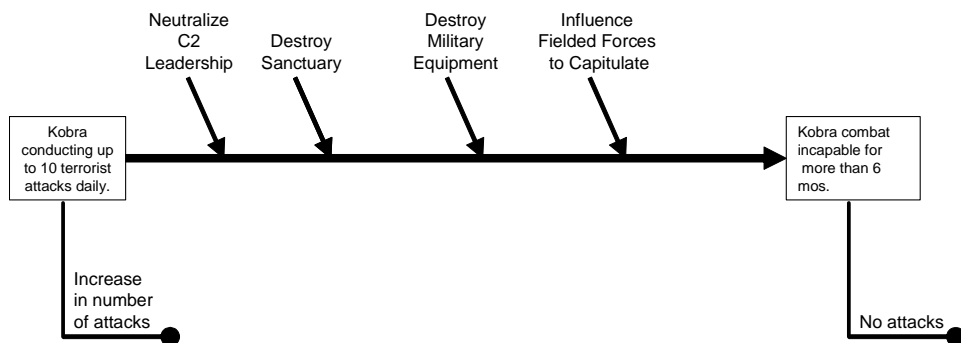 Neutralize
C2
Leadership
Destroy
Sanctuary
Destroy
Military
Equipment
Influence
Fielded Forces
to Capitulate
Kobra
conducting up
to 10 terrorist
attacks daily.
Kobra combat
incapable for
more than 6
mos.
Increase
in number
of attacks
No attacks